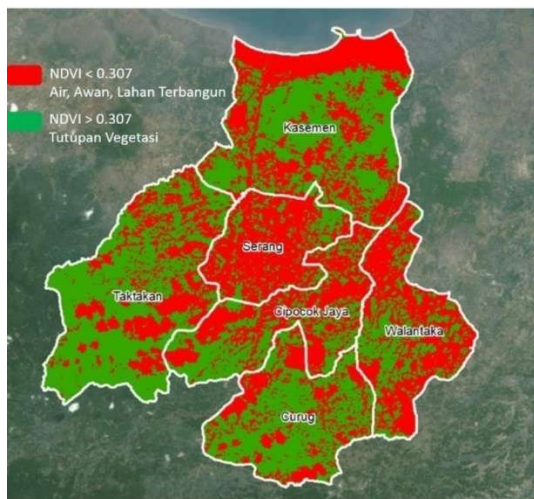 NDVI < 0.307
Air, Awan, Lahan Terbangun
NDVI > 0.307
Tutupan Vegetasi
Kasemen
Serang
Taktakan
Cipocok Jaya
Walantaka
Curug